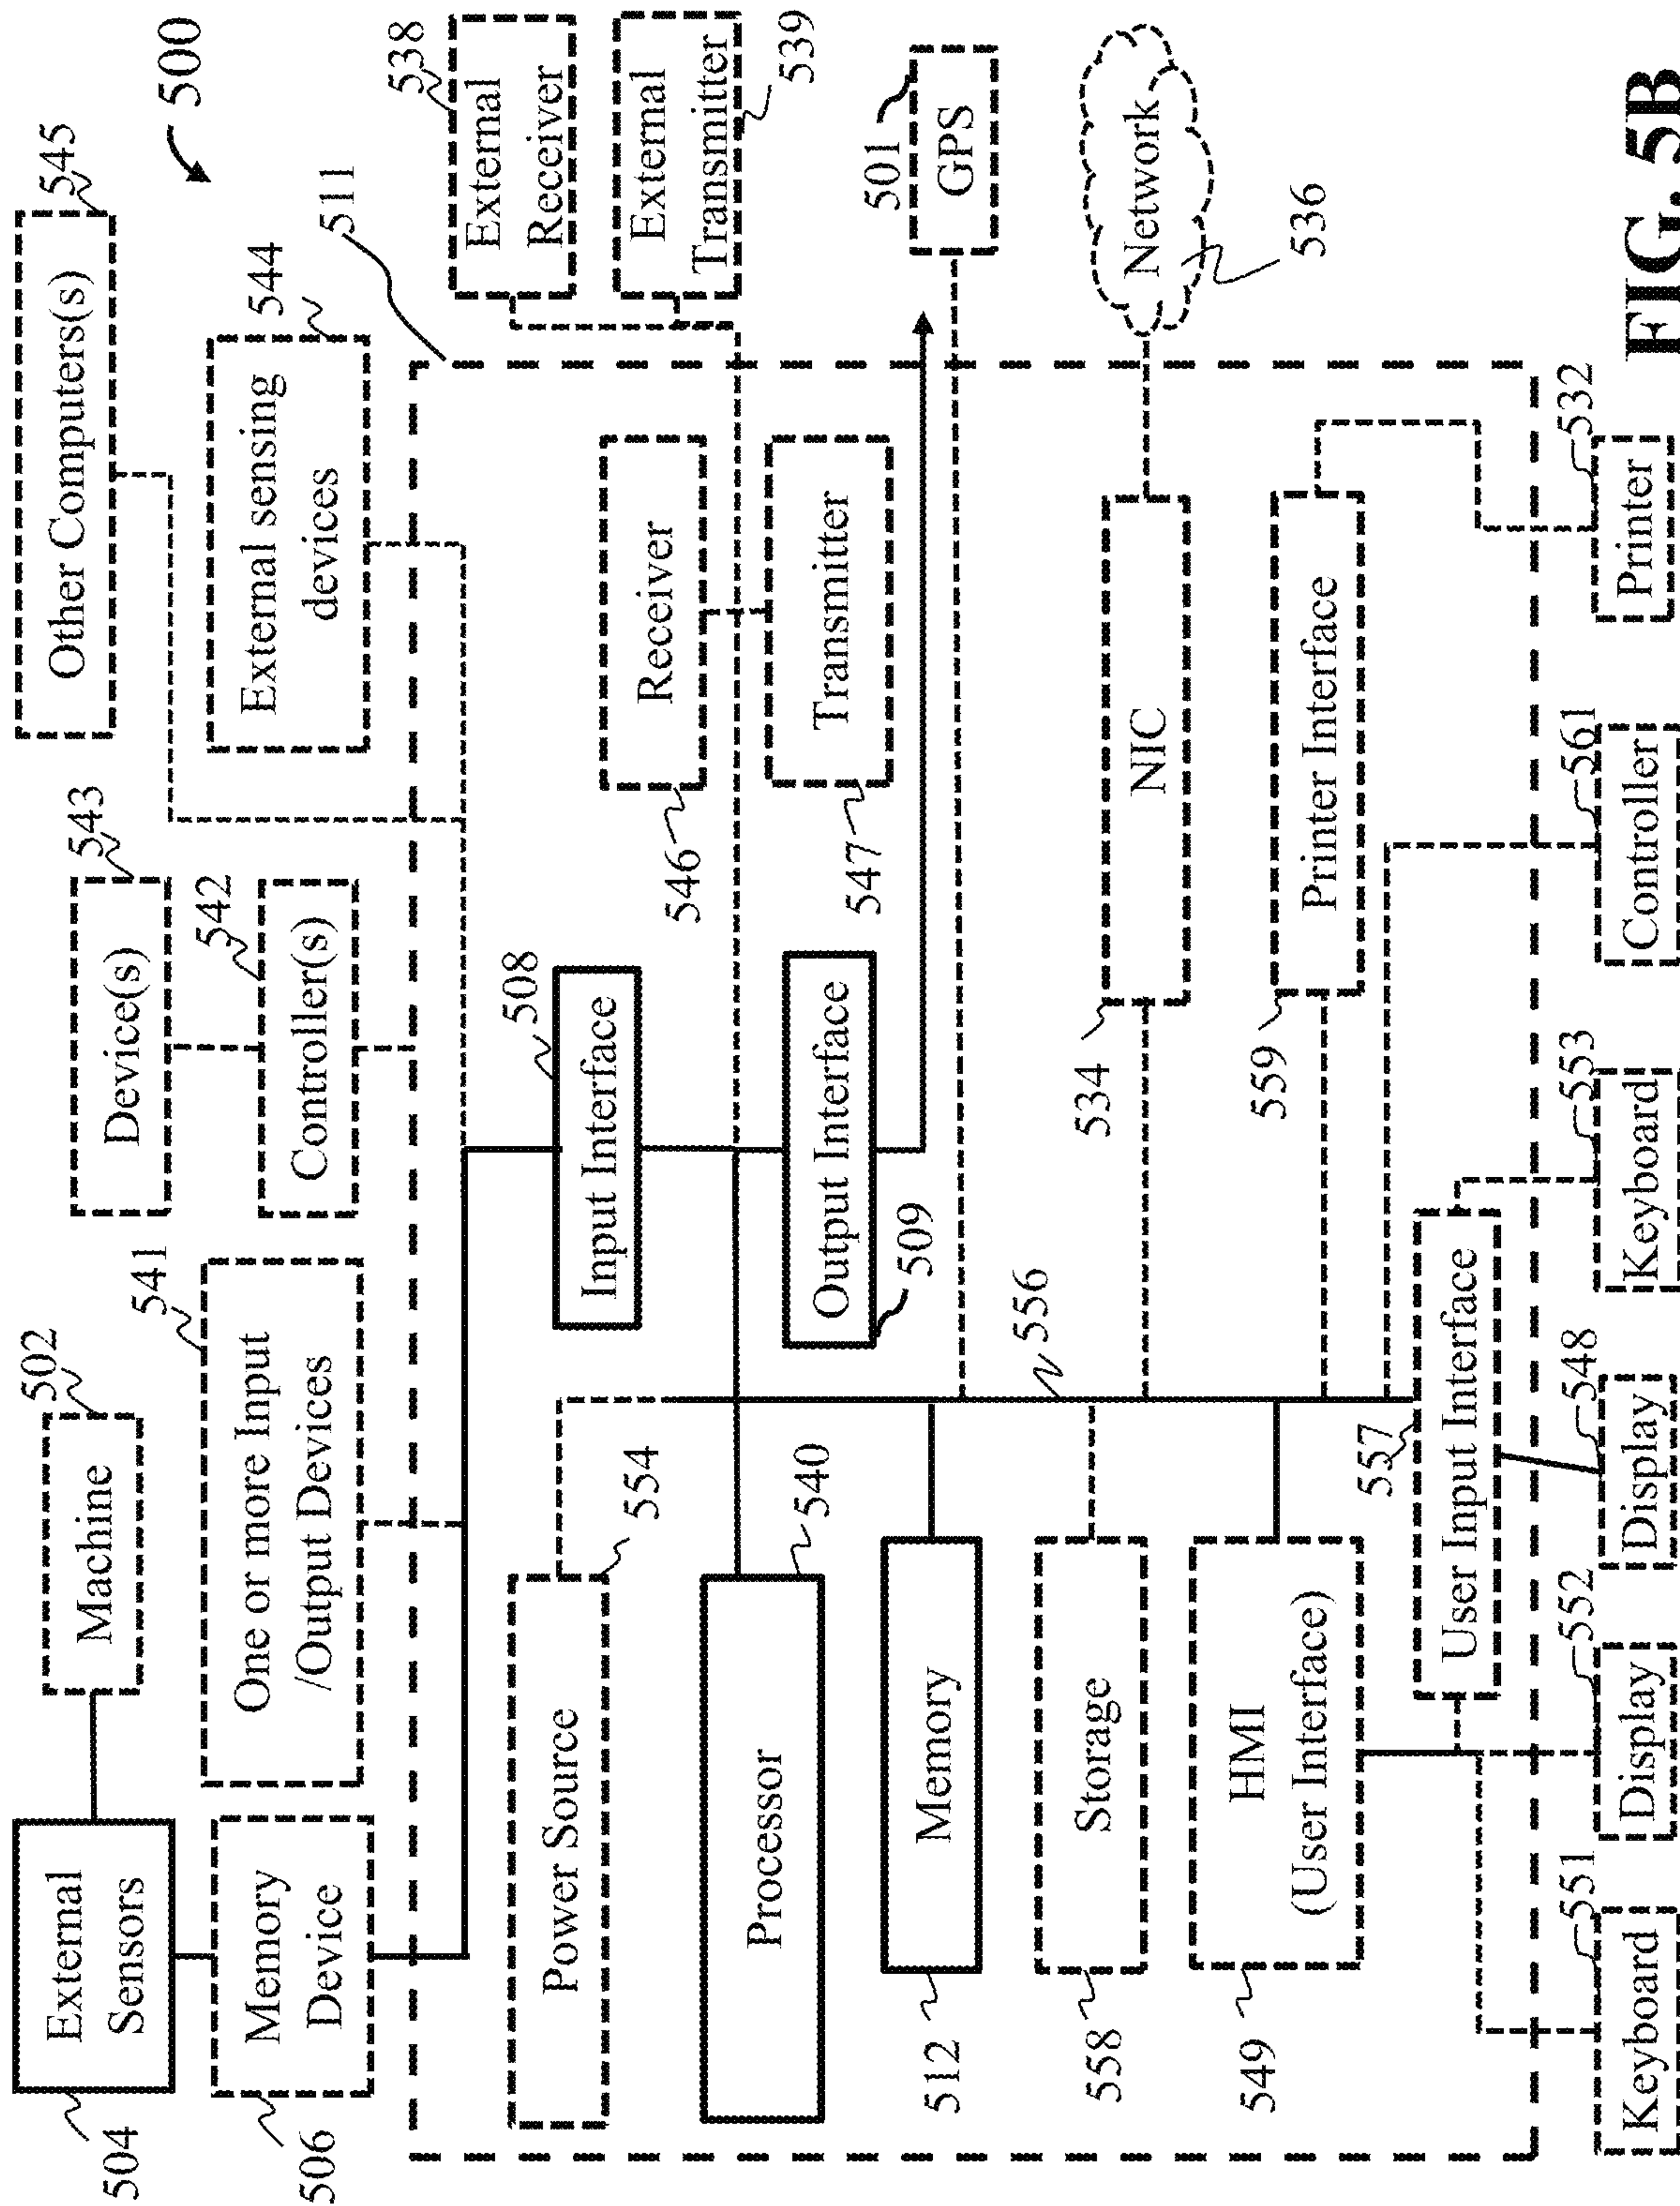 500
504
External
Sensors
502
Machine
506
Memory
Device
541
One or more Input
/Output Devices
543
Device(s)
542
Controller(s)
545
Other Computers(s)
544
External sensing
devices
511
538
External
Receiver
External
Transmitter
539
Power Source
554
508
Input Interface
Receiver
546
Processor
540
Output Interface
509
Transmitter
547
501
GPS
Memory
512
556
Storage
558
534
NIC
Network
536
HMI
(User Interface)
549
559
Printer Interface
557
User Input Interface
551
Keyboard
552
Display
548
Display
553
Keyboard
561
Controller
532
Printer
FIG. 5B